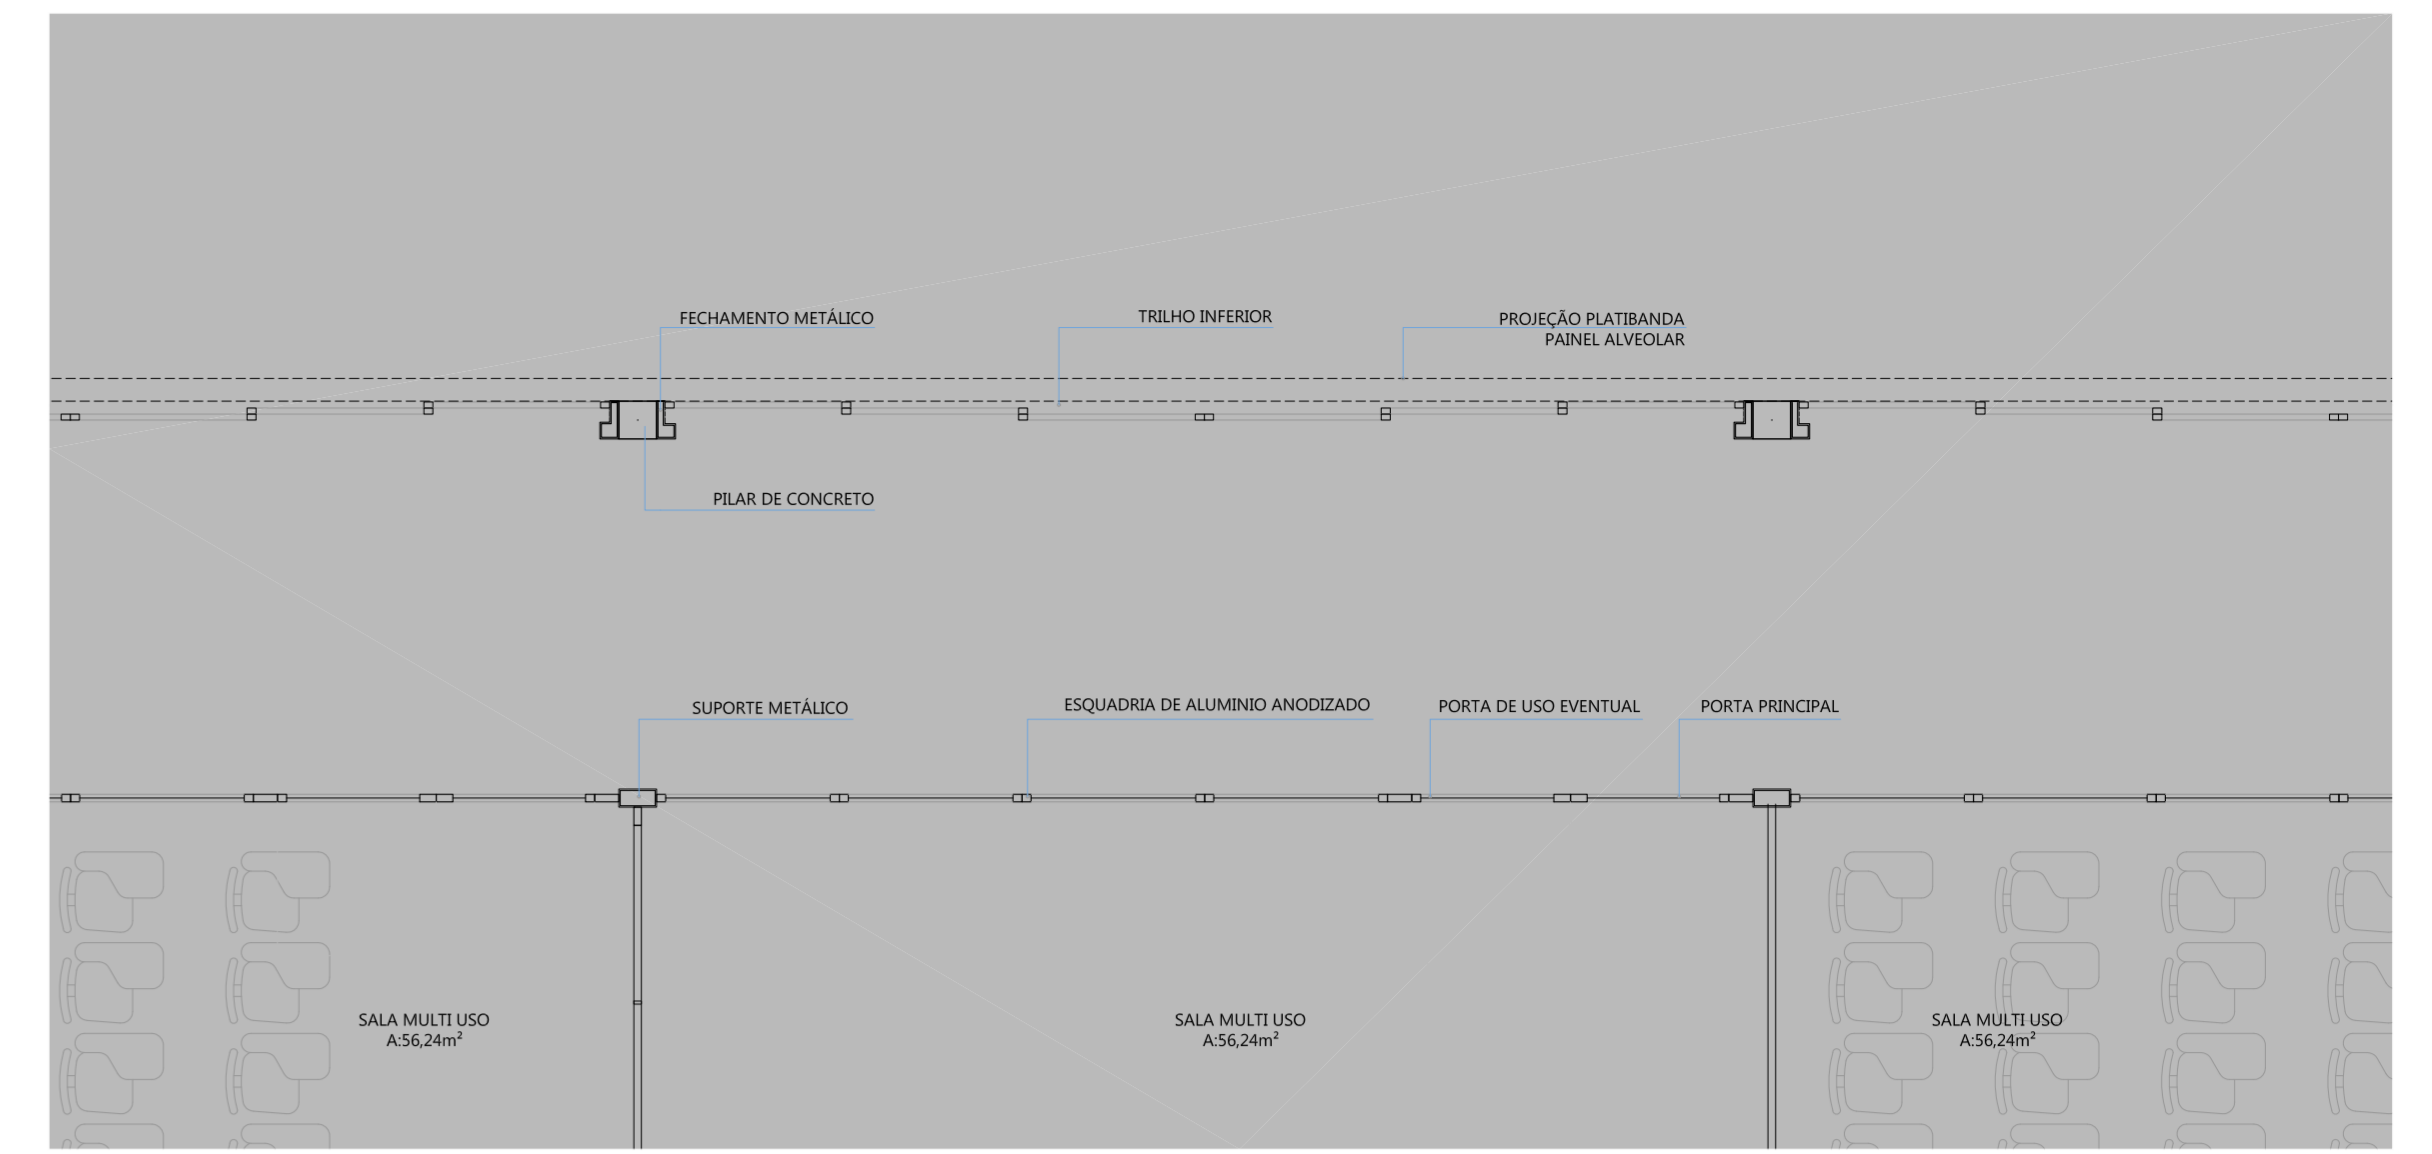 FECHAMENTO METÁLICO
TRILHO INFERIOR
PROJEÇÃO PLATIBANDA
PAINEL ALVEOLAR
PILAR DE CONCRETO
SUPORTE METÁLICO
ESQUADRIA DE ALUMINIO ANODIZADO
PORTA DE USO EVENTUAL
PORTA PRINCIPAL
SALA MULTI USO
A:56,24m²
SALA MULTI USO
A:56,24m²
SALA MULTI USO
A:56,24m²